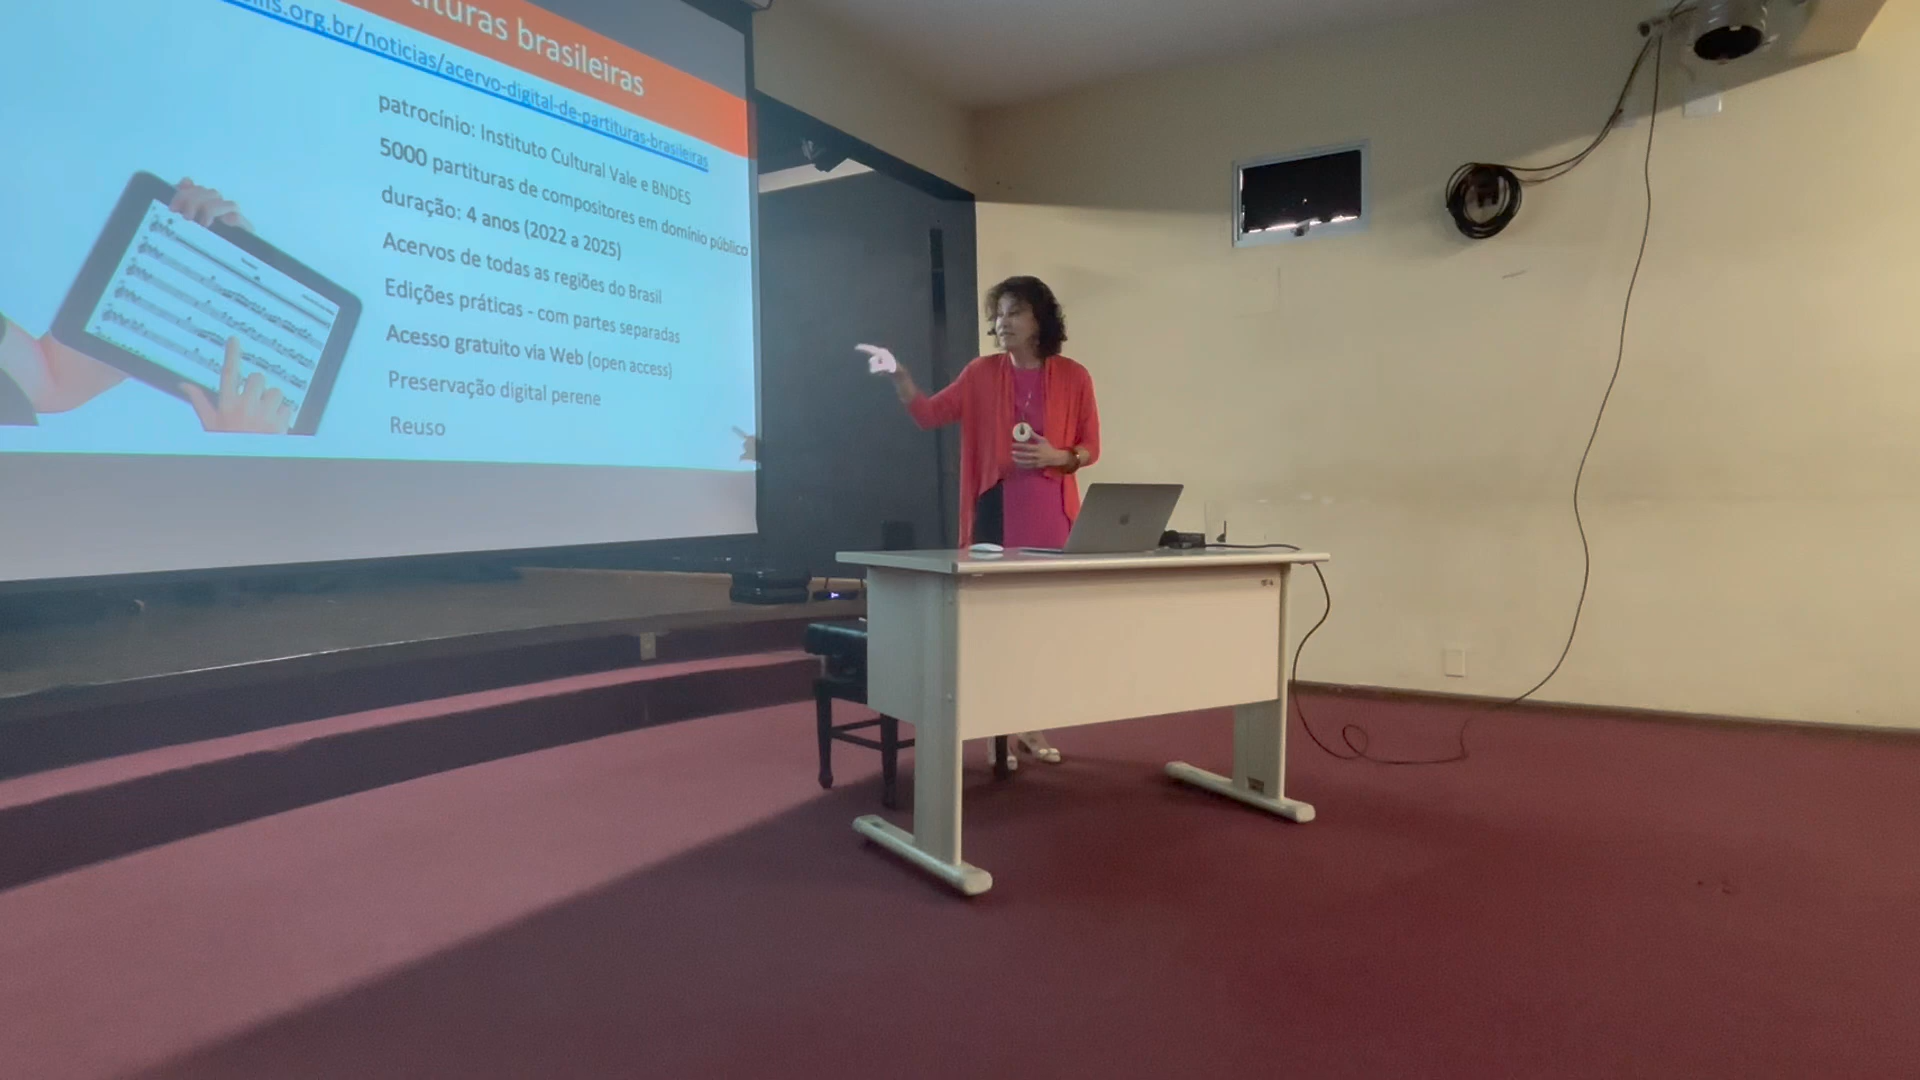 tituras brasileiras
.org.br/noticias/acervo-digital-de-partituras-brasileiras
patrocínio: Instituto Cultural Vale e BNDES
5000 partituras de compositores em domínio público
duração: 4 anos (2022 a 2025)
Acervos de todas as regiões do Brasil
Edições práticas - com partes separadas
Acesso gratuito via Web (open access)
Preservação digital perene
Reuso